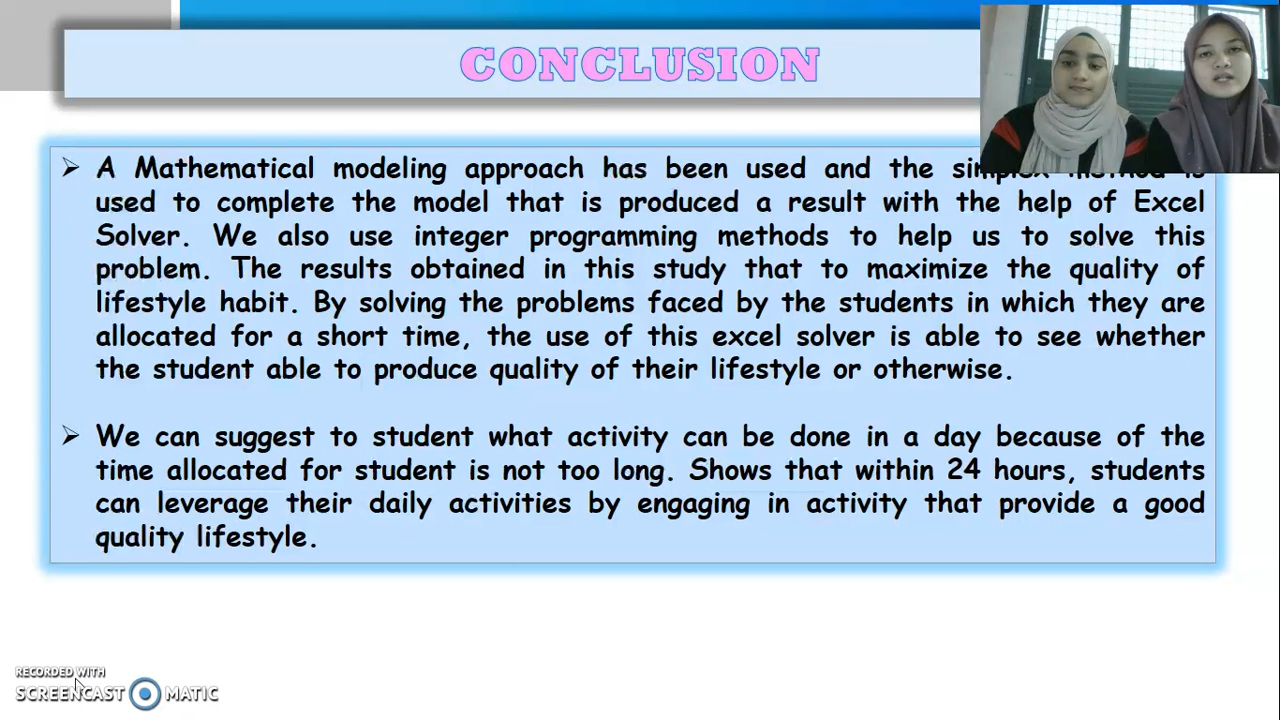 CONCLUSION
A Mathematical modeling approach has been used and the simplex method is
used to complete the model that is produced a result with the help of Excel
Solver. We also use integer programming methods to help us to solve this
problem. The results obtained in this study that to maximize the quality of
lifestyle habit. By solving the problems faced by the students in which they are
allocated for a short time, the use of this excel solver is able to see whether
the student able to produce quality of their lifestyle or otherwise.
We can suggest to student what activity can be done in a day because of the
time allocated for student is not too long. Shows that within 24 hours, students
can leverage their daily activities by engaging in activity that provide a good
quality lifestyle.
RECORDED WITH
SCREENCAST MATIC